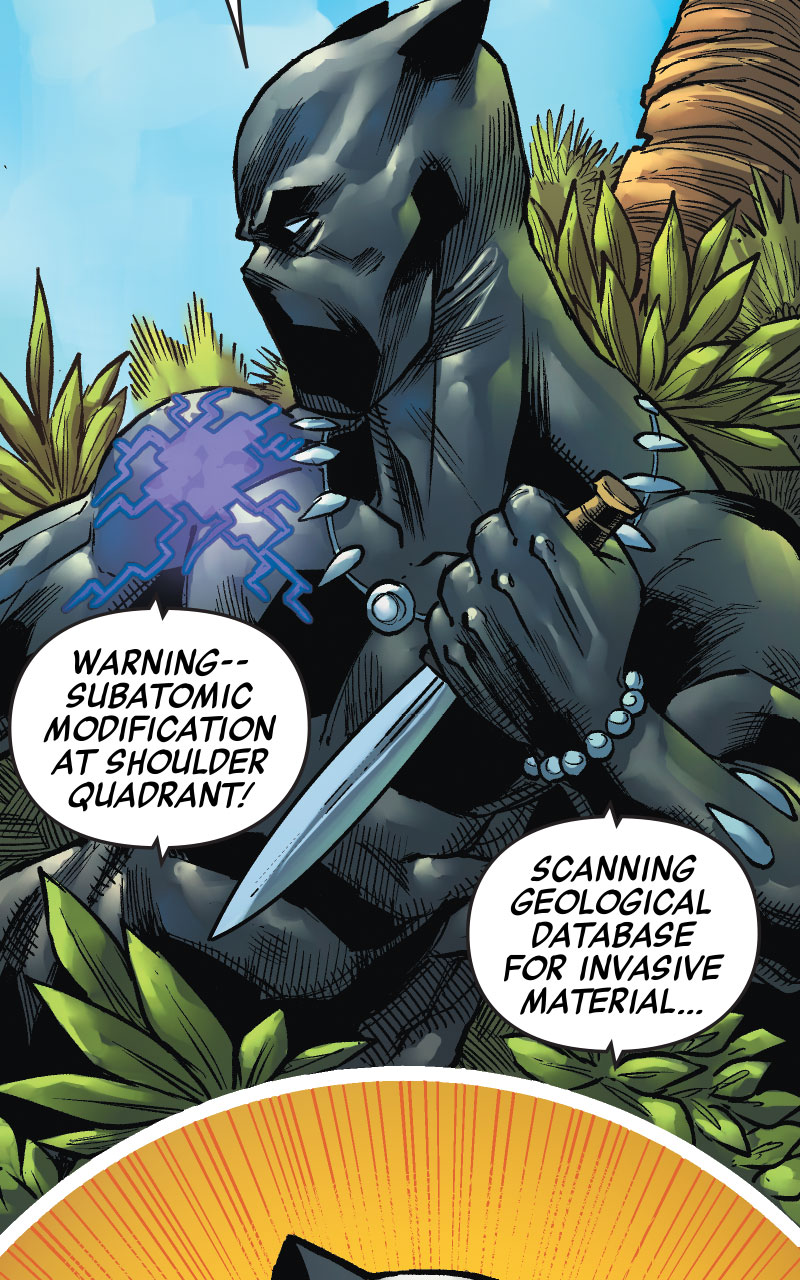 WARNING--
SUBATOMIC
MODIFICATION
AT SHOULDER
QUADRANT!
SCANNING
GEOLOGICAL
DATABASE
FOR INVASIVE
MATERIAL...